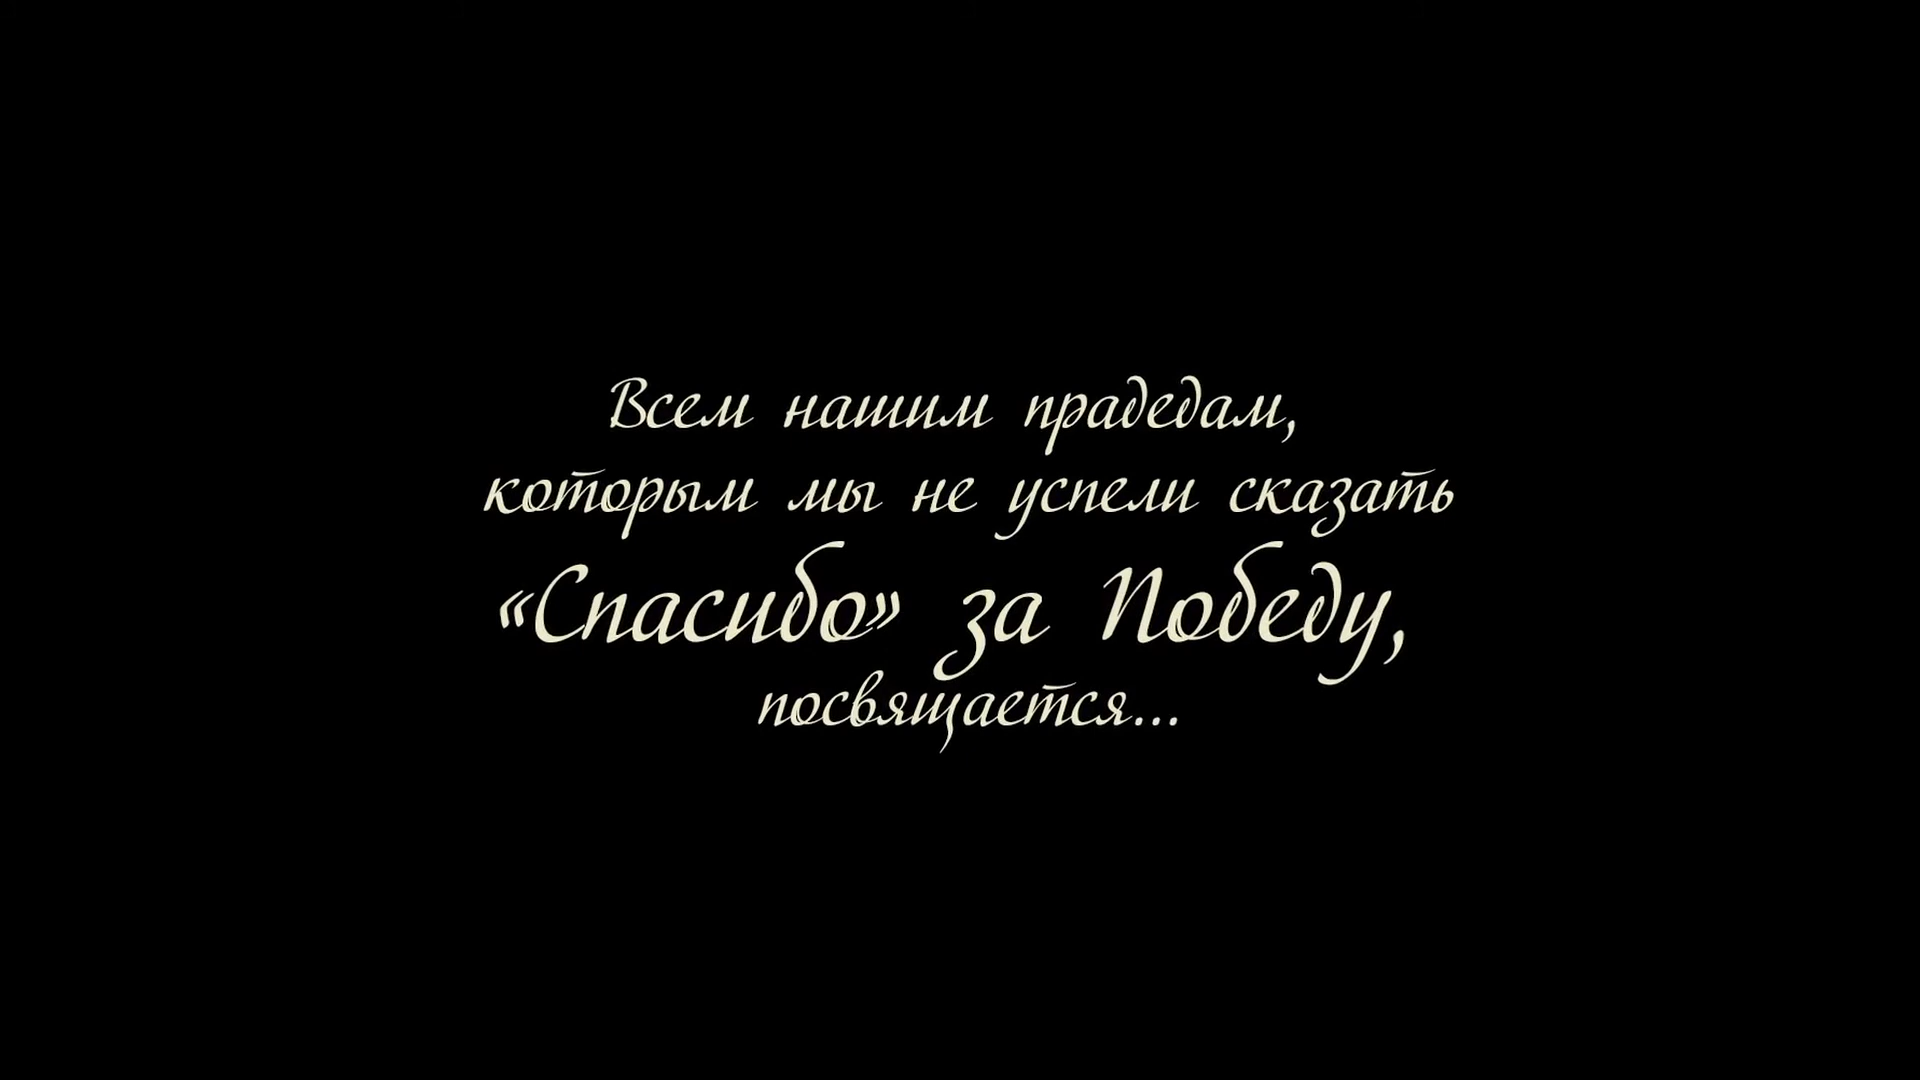 Всем нашим прадедам,
которым мы не успели сказать
«Спасибо» за Победу,
посвящается...